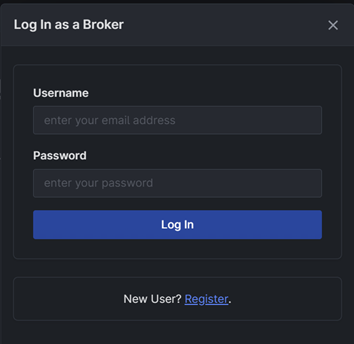 Log In as a Broker
Username
enter your email address
Password
enter your password
Log In
New User? Register.